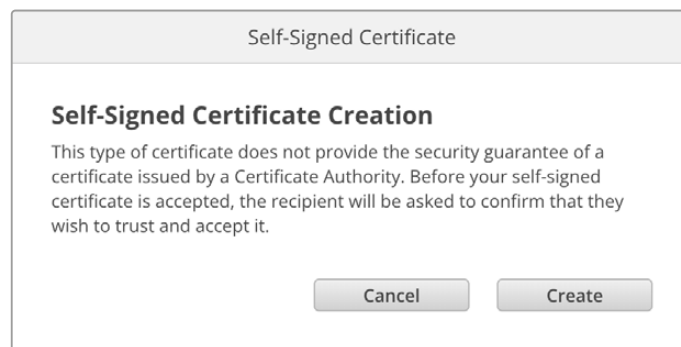 Self-Signed Certificate
Self-Signed Certificate Creation
This type of certificate does not provide the security guarantee of a
certificate issued by a Certificate Authority. Before your self-signed
certificate is accepted, the recipient will be asked to confirm that they
wish to trust and accept it.
Cancel Create